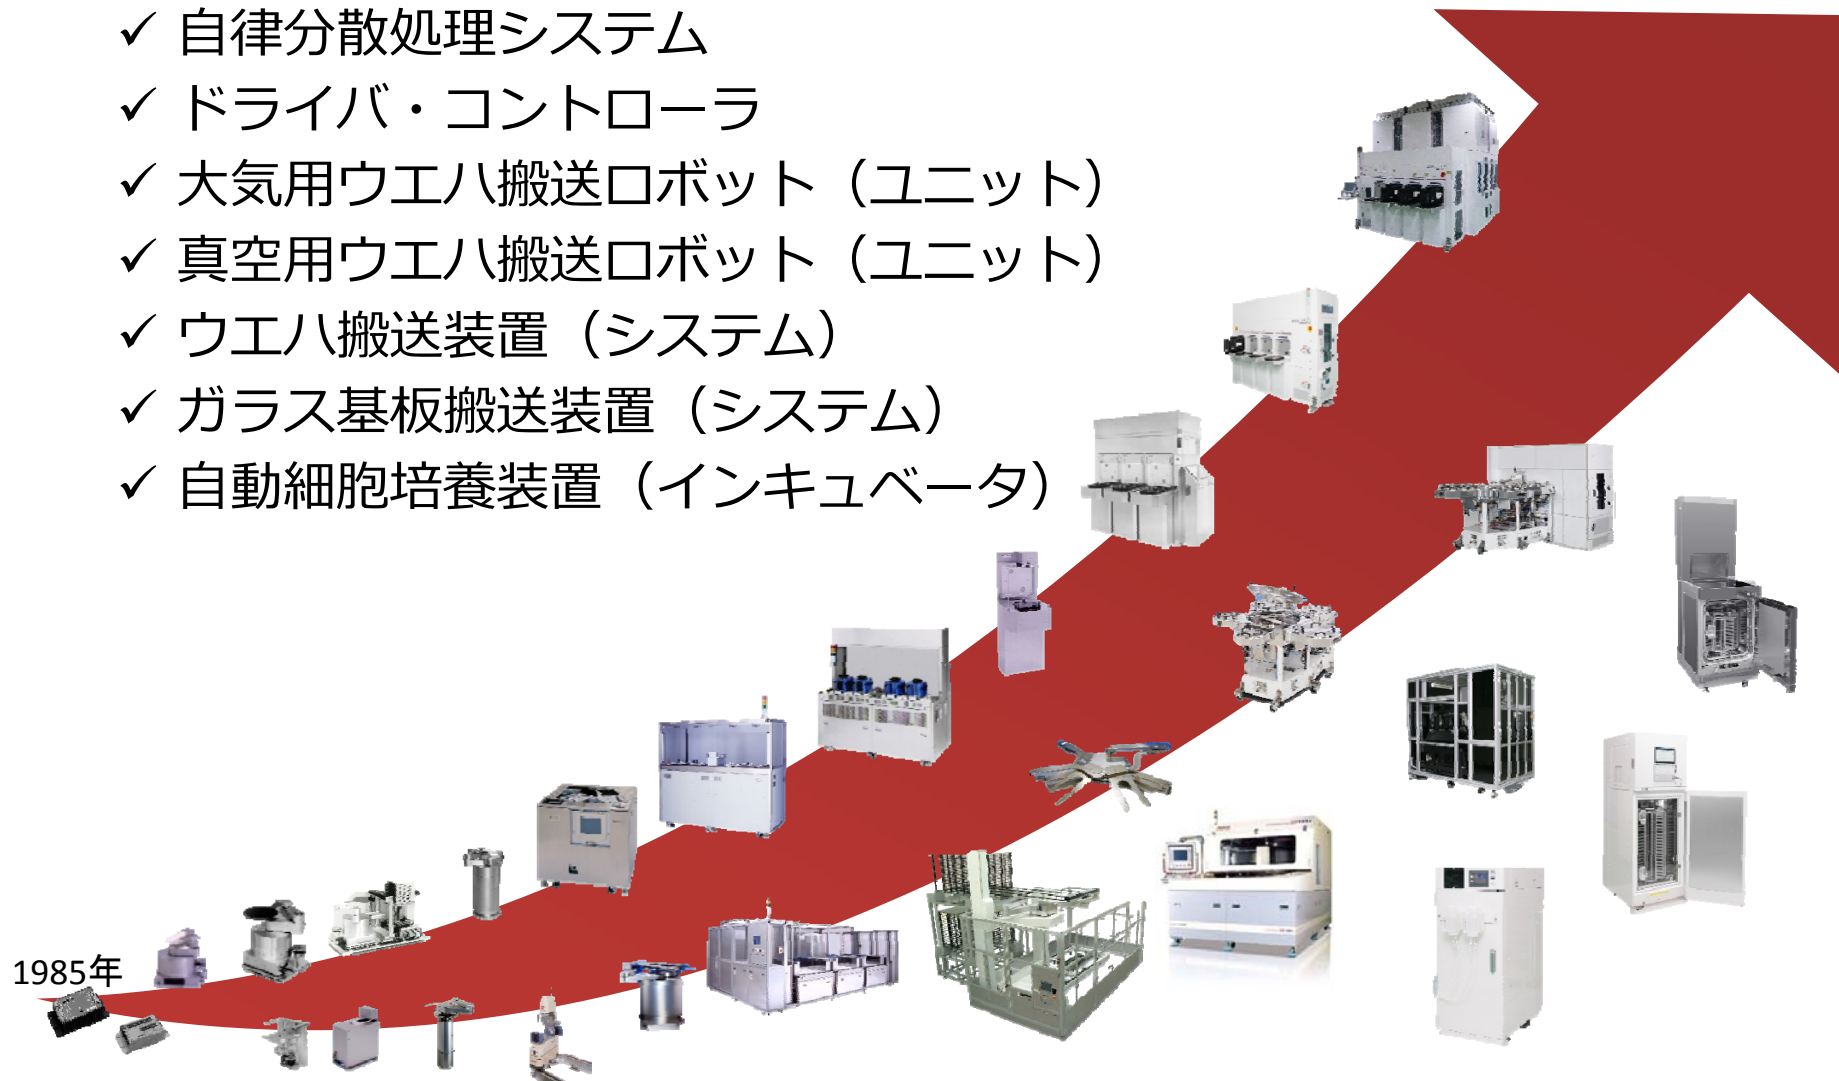 ✓ 自律分散処理システム
✓ ドライバ・コントローラ
✓ 大気用ウエハ搬送ロボット（ユニット）
✓ 真空用ウエハ搬送ロボット（ユニット）
✓ ウエハ搬送装置（システム）
✓ ガラス基板搬送装置（システム）
✓ 自動細胞培養装置（インキュベータ）
1985年